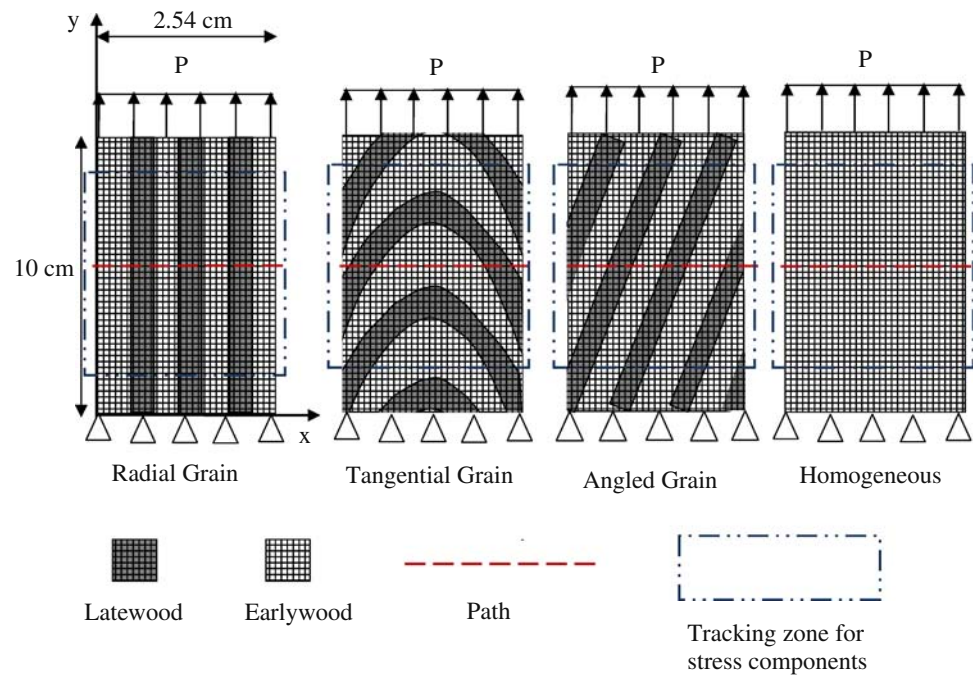 y
2.54 cm
P
P
P
P
10 cm
x
Radial Grain
Tangential Grain
Angled Grain
Homogeneous
Latewood
Earlywood
Path
Tracking zone for
stress components